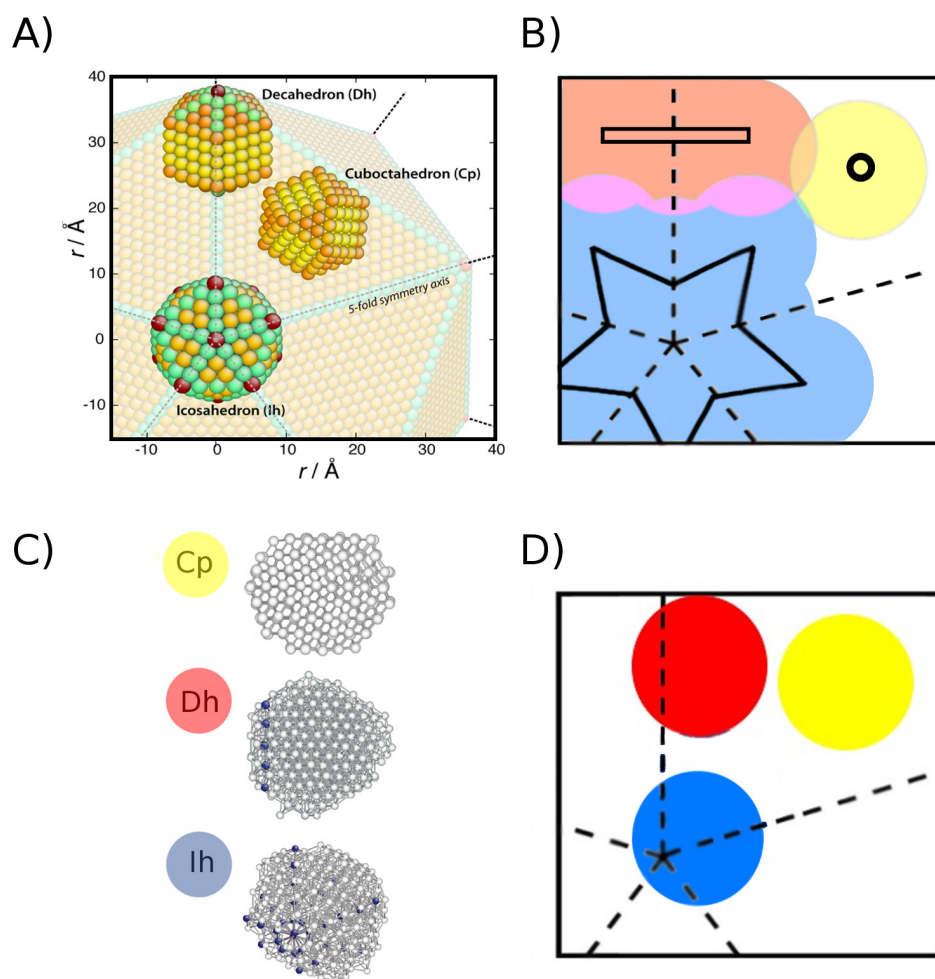 A)
B)
40
30
20
10
0
-10
r / Å
Decahedron (Dh)
Cuboctahedron (Cp)
5-fold symmetry axis
Icosahedron (Ih)
-10
0
10
20
30
40
r / Å
C)
D)
Cp
Dh
Ih